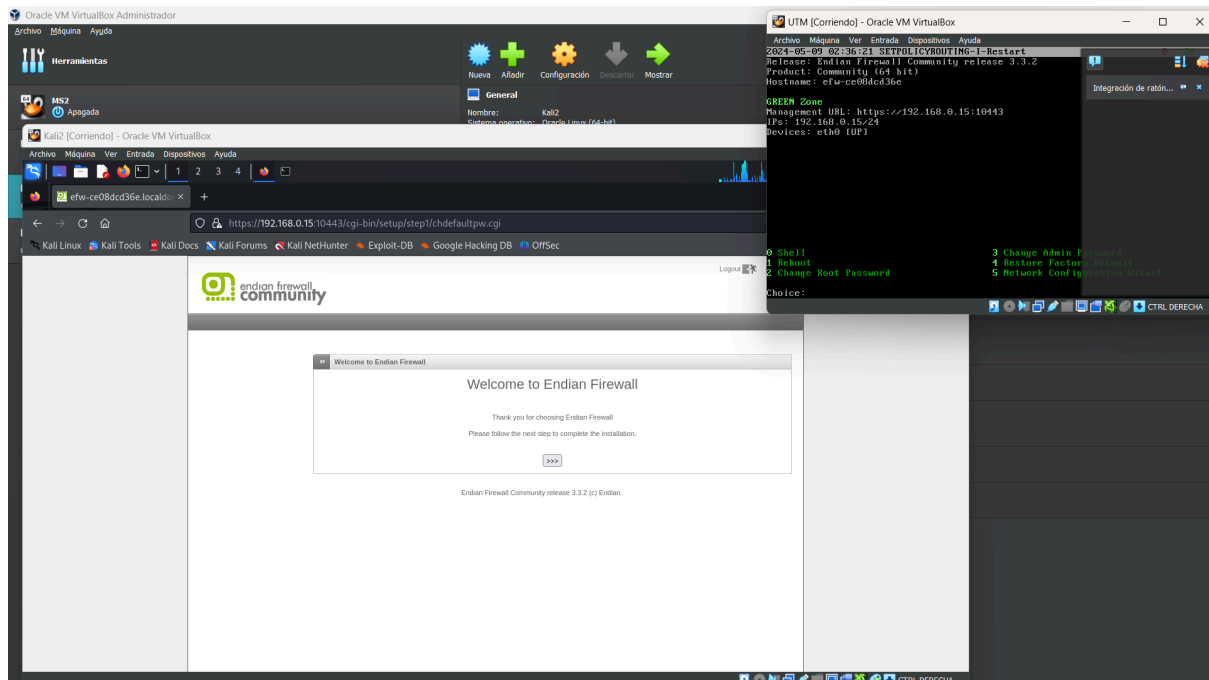 Oracle VM VirtualBox Administrador
Archivo Máquina Ayuda
Herramientas
Nueva Añadir Configuración Descartar Mostrar
MS2
Apagada
General
Nombre: Kali2
Sistema operativo: Oracle Linux (64-bit)
Kali2 [Corriendo] - Oracle VM VirtualBox
Archivo Máquina Ver Entrada Dispositivos Ayuda
1 2 3 4
efw-ce08dcd36e.localdo
https://192.168.0.15:10443/cgi-bin/setup/step1/chdefaultpw.cgi
Kali Linux Kali Tools Kali Docs Kali Forums Kali NetHunter Exploit-DB Google Hacking DB OffSec
Logout
endian firewall
community
Welcome to Endian Firewall
Welcome to Endian Firewall
Thank you for choosing Endian Firewall
Please follow the next step to complete the installation.
>>>
Endian Firewall Community release 3.3.2 (c) Endian
CTRL DERECHA
UTM [Corriendo] - Oracle VM VirtualBox
Archivo Máquina Ver Entrada Dispositivos Ayuda
2024-05-09 02:36:21 SETPOLICYROUTING-I-Restart
Release: Endian Firewall Community release 3.3.2
Product: Community (64 bit)
Hostname: efw-ce08dcd36e
GREEN Zone
Management URL: https://192.168.0.15:10443
IPs: 192.168.0.15/24
Devices: eth0 [UP]
0 Shell 3 Change Admin Password
1 Reboot 4 Restore Factory Default
2 Change Root Password 5 Network Configuration Wizard
Choice:
Integración de ratón...
CTRL DERECHA